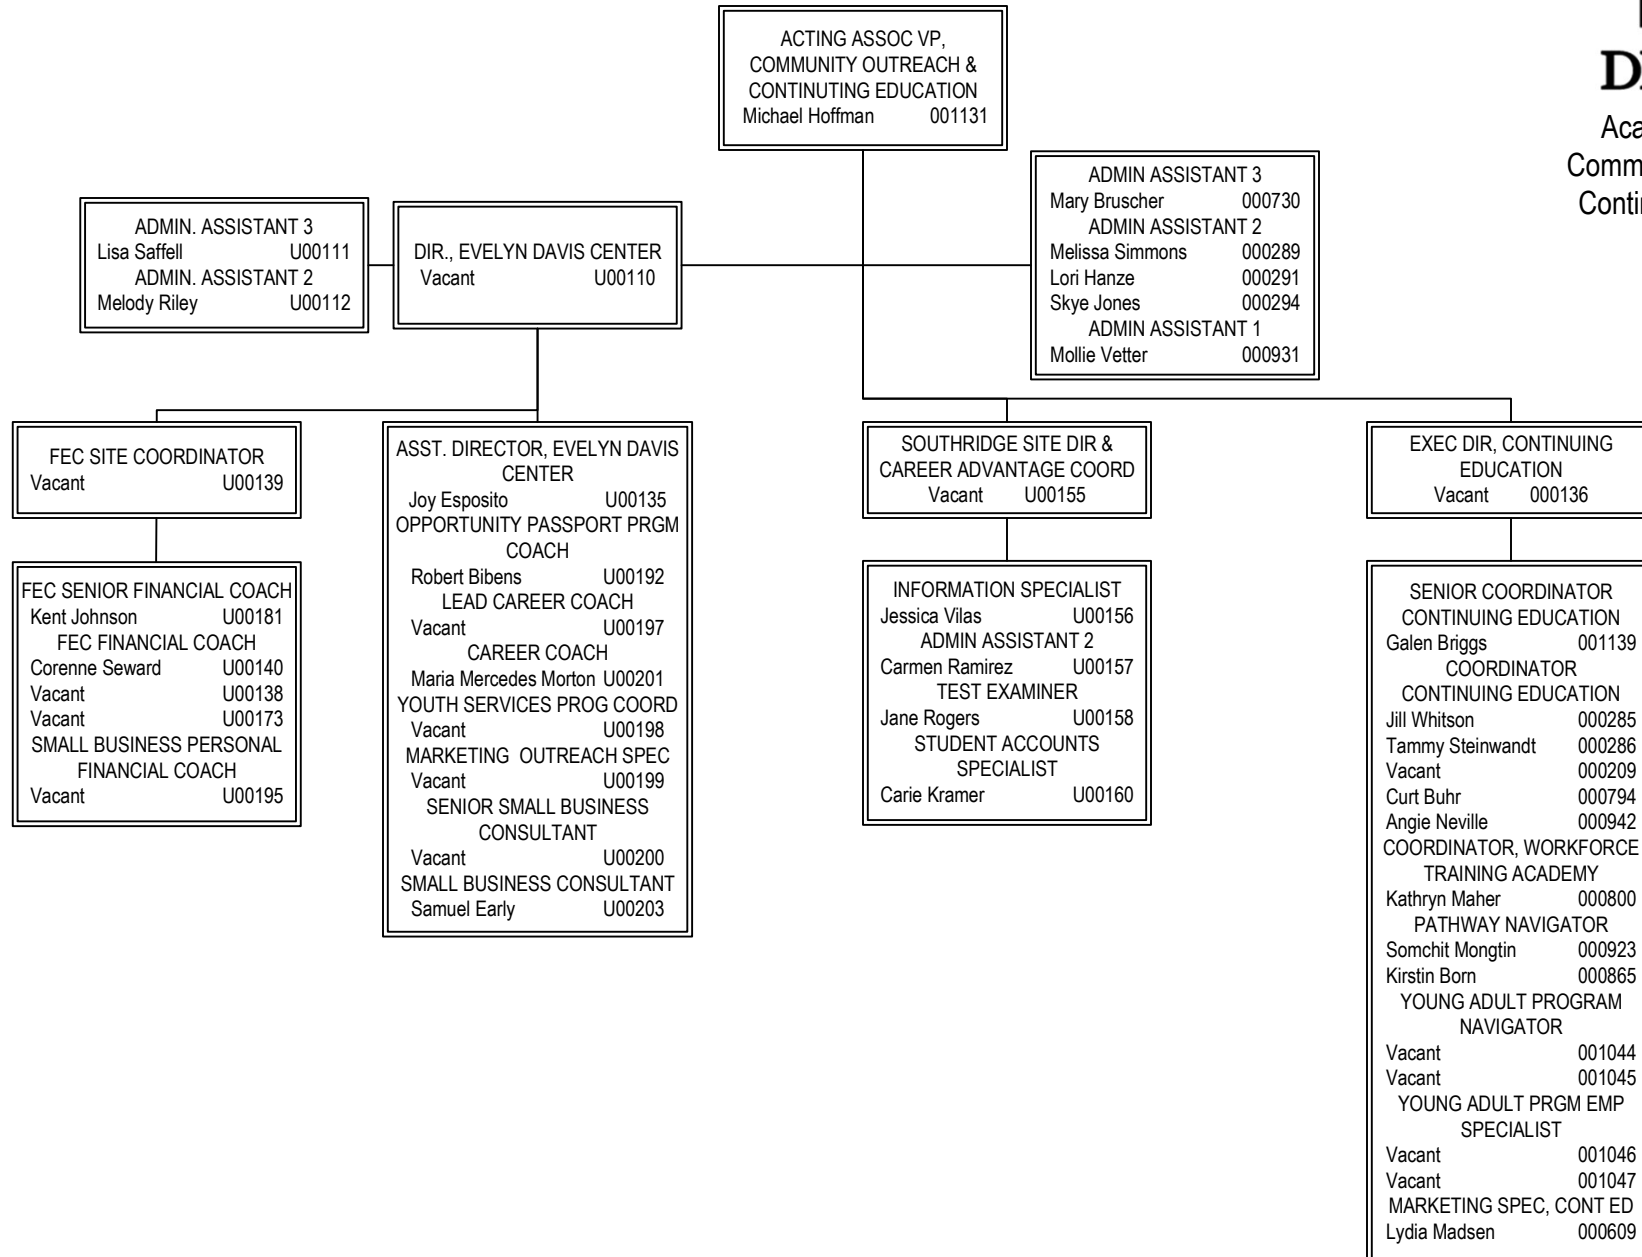 ACTING ASSOC VP,
COMMUNITY OUTREACH &
CONTINUTING EDUCATION
Michael Hoffman 001131
ADMIN ASSISTANT 3
Mary Bruscher 000730
ADMIN ASSISTANT 2
Melissa Simmons 000289
Lori Hanze 000291
Skye Jones 000294
ADMIN ASSISTANT 1
Mollie Vetter 000931
ADMIN. ASSISTANT 3
Lisa Saffell U00111
ADMIN. ASSISTANT 2
Melody Riley U00112
DIR., EVELYN DAVIS CENTER
Vacant U00110
FEC SITE COORDINATOR
Vacant U00139
FEC SENIOR FINANCIAL COACH
Kent Johnson U00181
FEC FINANCIAL COACH
Corenne Seward U00140
Vacant U00138
Vacant U00173
SMALL BUSINESS PERSONAL
FINANCIAL COACH
Vacant U00195
ASST. DIRECTOR, EVELYN DAVIS
CENTER
Joy Esposito U00135
OPPORTUNITY PASSPORT PRGM
COACH
Robert Bibens U00192
LEAD CAREER COACH
Vacant U00197
CAREER COACH
Maria Mercedes Morton U00201
YOUTH SERVICES PROG COORD
Vacant U00198
MARKETING OUTREACH SPEC
Vacant U00199
SENIOR SMALL BUSINESS
CONSULTANT
Vacant U00200
SMALL BUSINESS CONSULTANT
Samuel Early U00203
SOUTHRIDGE SITE DIR &
CAREER ADVANTAGE COORD
Vacant U00155
INFORMATION SPECIALIST
Jessica Vilas U00156
ADMIN ASSISTANT 2
Carmen Ramirez U00157
TEST EXAMINER
Jane Rogers U00158
STUDENT ACCOUNTS
SPECIALIST
Carie Kramer U00160
EXEC DIR, CONTINUING
EDUCATION
Vacant 000136
SENIOR COORDINATOR
CONTINUING EDUCATION
Galen Briggs 001139
COORDINATOR
CONTINUING EDUCATION
Jill Whitson 000285
Tammy Steinwandt 000286
Vacant 000209
Curt Buhr 000794
Angie Neville 000942
COORDINATOR, WORKFORCE
TRAINING ACADEMY
Kathryn Maher 000800
PATHWAY NAVIGATOR
Somchit Mongtin 000923
Kirstin Born 000865
YOUNG ADULT PROGRAM
NAVIGATOR
Vacant 001044
Vacant 001045
YOUNG ADULT PRGM EMP
SPECIALIST
Vacant 001046
Vacant 001047
MARKETING SPEC, CONT ED
Lydia Madsen 000609